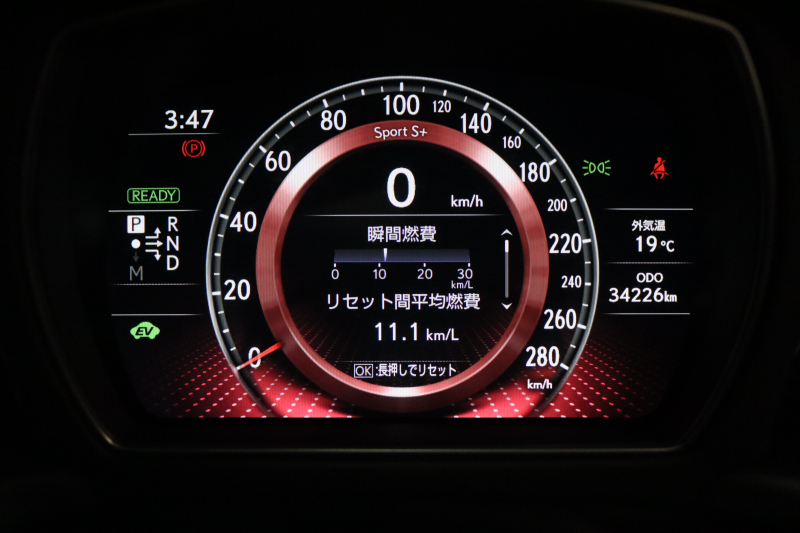 3:47
(P)
READY
P R
N
M D
EV
Sport S+
0 20 40 60 80 100 120 140 160 180 200 220 240 260 280
km/h
0 km/h
瞬間燃費
0 10 20 30
km/L
リセット間平均燃費
11.1 km/L
OK:長押しでリセット
外気温
19℃
ODO
34226km